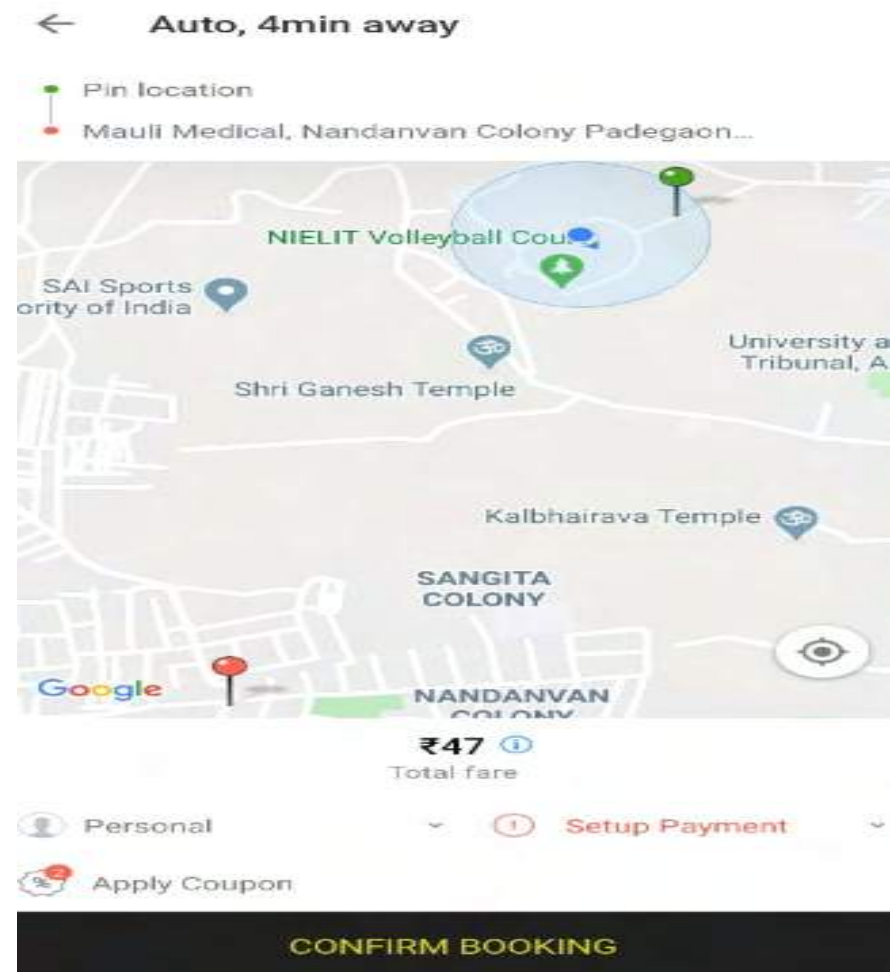 Auto, 4min away
Pin location
Mauli Medical, Nandanvan Colony Padegaon...
NIELIT Volleyball Cou
SAI Sports
ority of India
University a
Tribunal, A
Shri Ganesh Temple
Kalbhairava Temple
SANGITA
COLONY
Google
NANDANVAN
COLONY
₹47
Total fare
Personal
Setup Payment
2
Apply Coupon
CONFIRM BOOKING